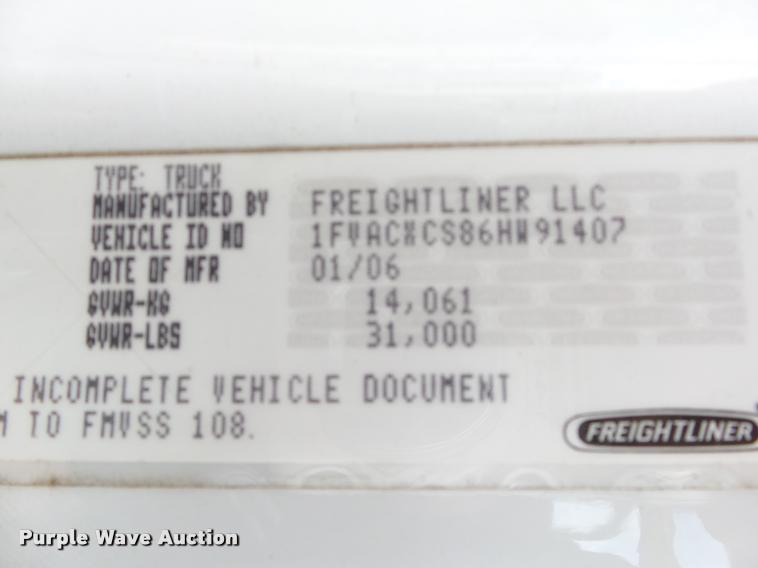 TYPE: TRUCK
MANUFACTURED BY FREIGHTLINER LLC
VEHICLE ID NO 1FVACXCS86HW91407
DATE OF MFR 01/06
GVWR-KG 14,061
GVWR-LBS 31,000
INCOMPLETE VEHICLE DOCUMENT
TO FMVSS 108.
FREIGHTLINER
Purple Wave Auction